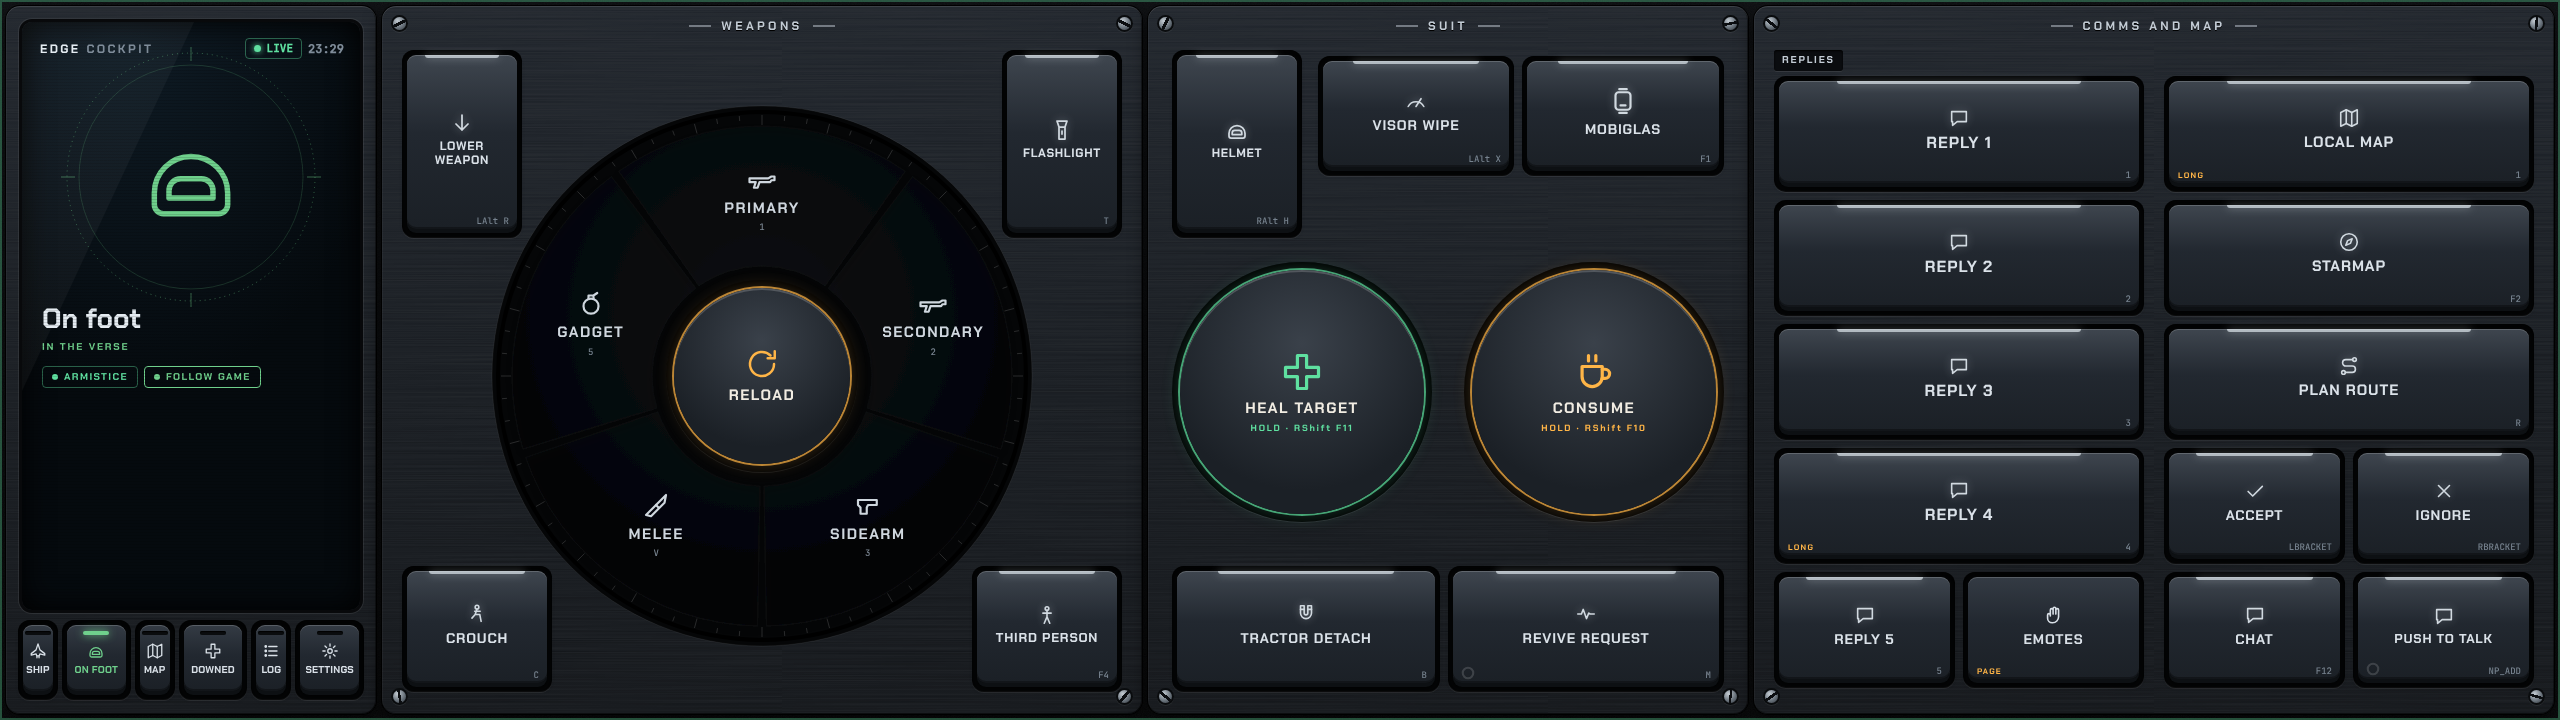 EDGE COCKPIT
LIVE 23:29
On foot
IN THE VERSE
ARMISTICE
FOLLOW GAME
SHIP
ON FOOT
MAP
DOWNED
LOG
SETTINGS
WEAPONS
LOWER
WEAPON
LAlt R
FLASHLIGHT
T
PRIMARY
1
GADGET
5
SECONDARY
2
RELOAD
MELEE
V
SIDEARM
3
CROUCH
C
THIRD PERSON
F4
SUIT
HELMET
RAlt H
VISOR WIPE
LAlt X
MOBIGLAS
F1
HEAL TARGET
HOLD · RShift F11
CONSUME
HOLD · RShift F10
TRACTOR DETACH
B
REVIVE REQUEST
M
COMMS AND MAP
REPLIES
REPLY 1
1
LOCAL MAP
LONG
1
REPLY 2
2
STARMAP
F2
REPLY 3
3
PLAN ROUTE
R
REPLY 4
LONG
4
ACCEPT
LBRACKET
IGNORE
RBRACKET
REPLY 5
5
EMOTES
PAGE
CHAT
F12
PUSH TO TALK
NP_ADD